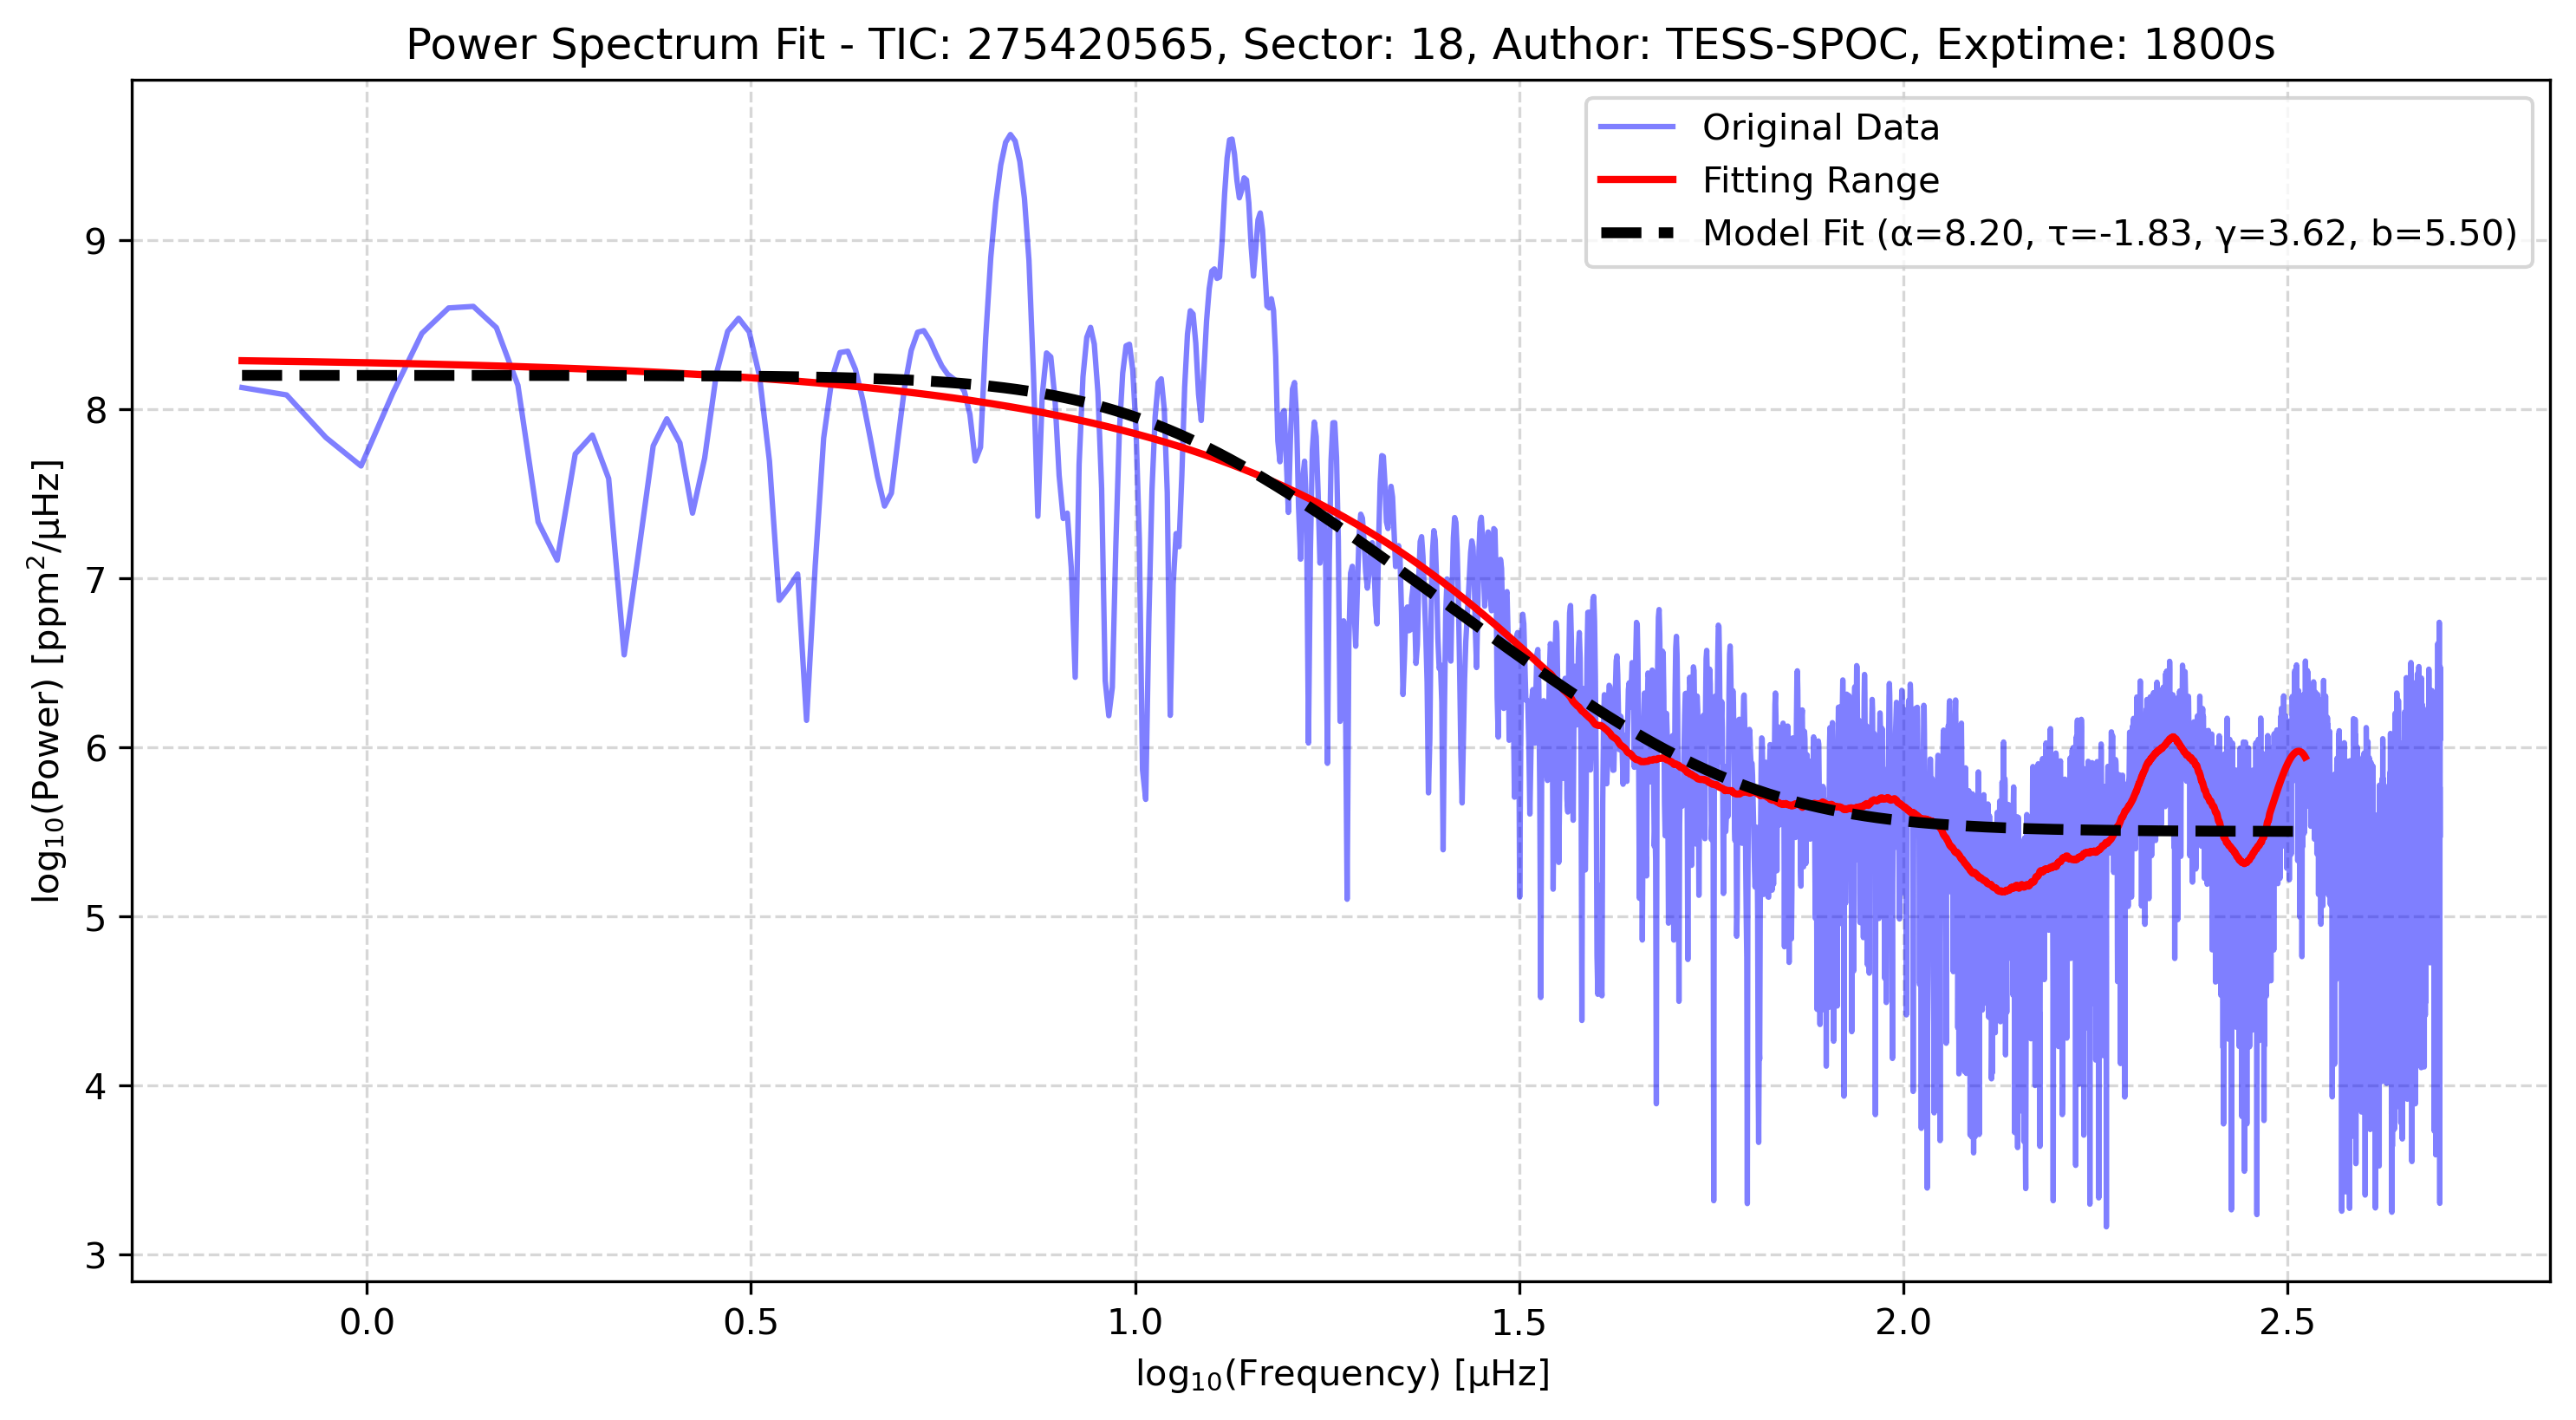 Power Spectrum Fit - TIC: 275420565, Sector: 18, Author: TESS-SPOC, Exptime: 1800s
Original Data
Fitting Range
Model Fit (α=8.20, τ=-1.83, γ=3.62, b=5.50)
log₁₀(Power) [ppm²/μHz]
9
8
7
6
5
4
3
0.0 0.5 1.0 1.5 2.0 2.5
log₁₀(Frequency) [μHz]